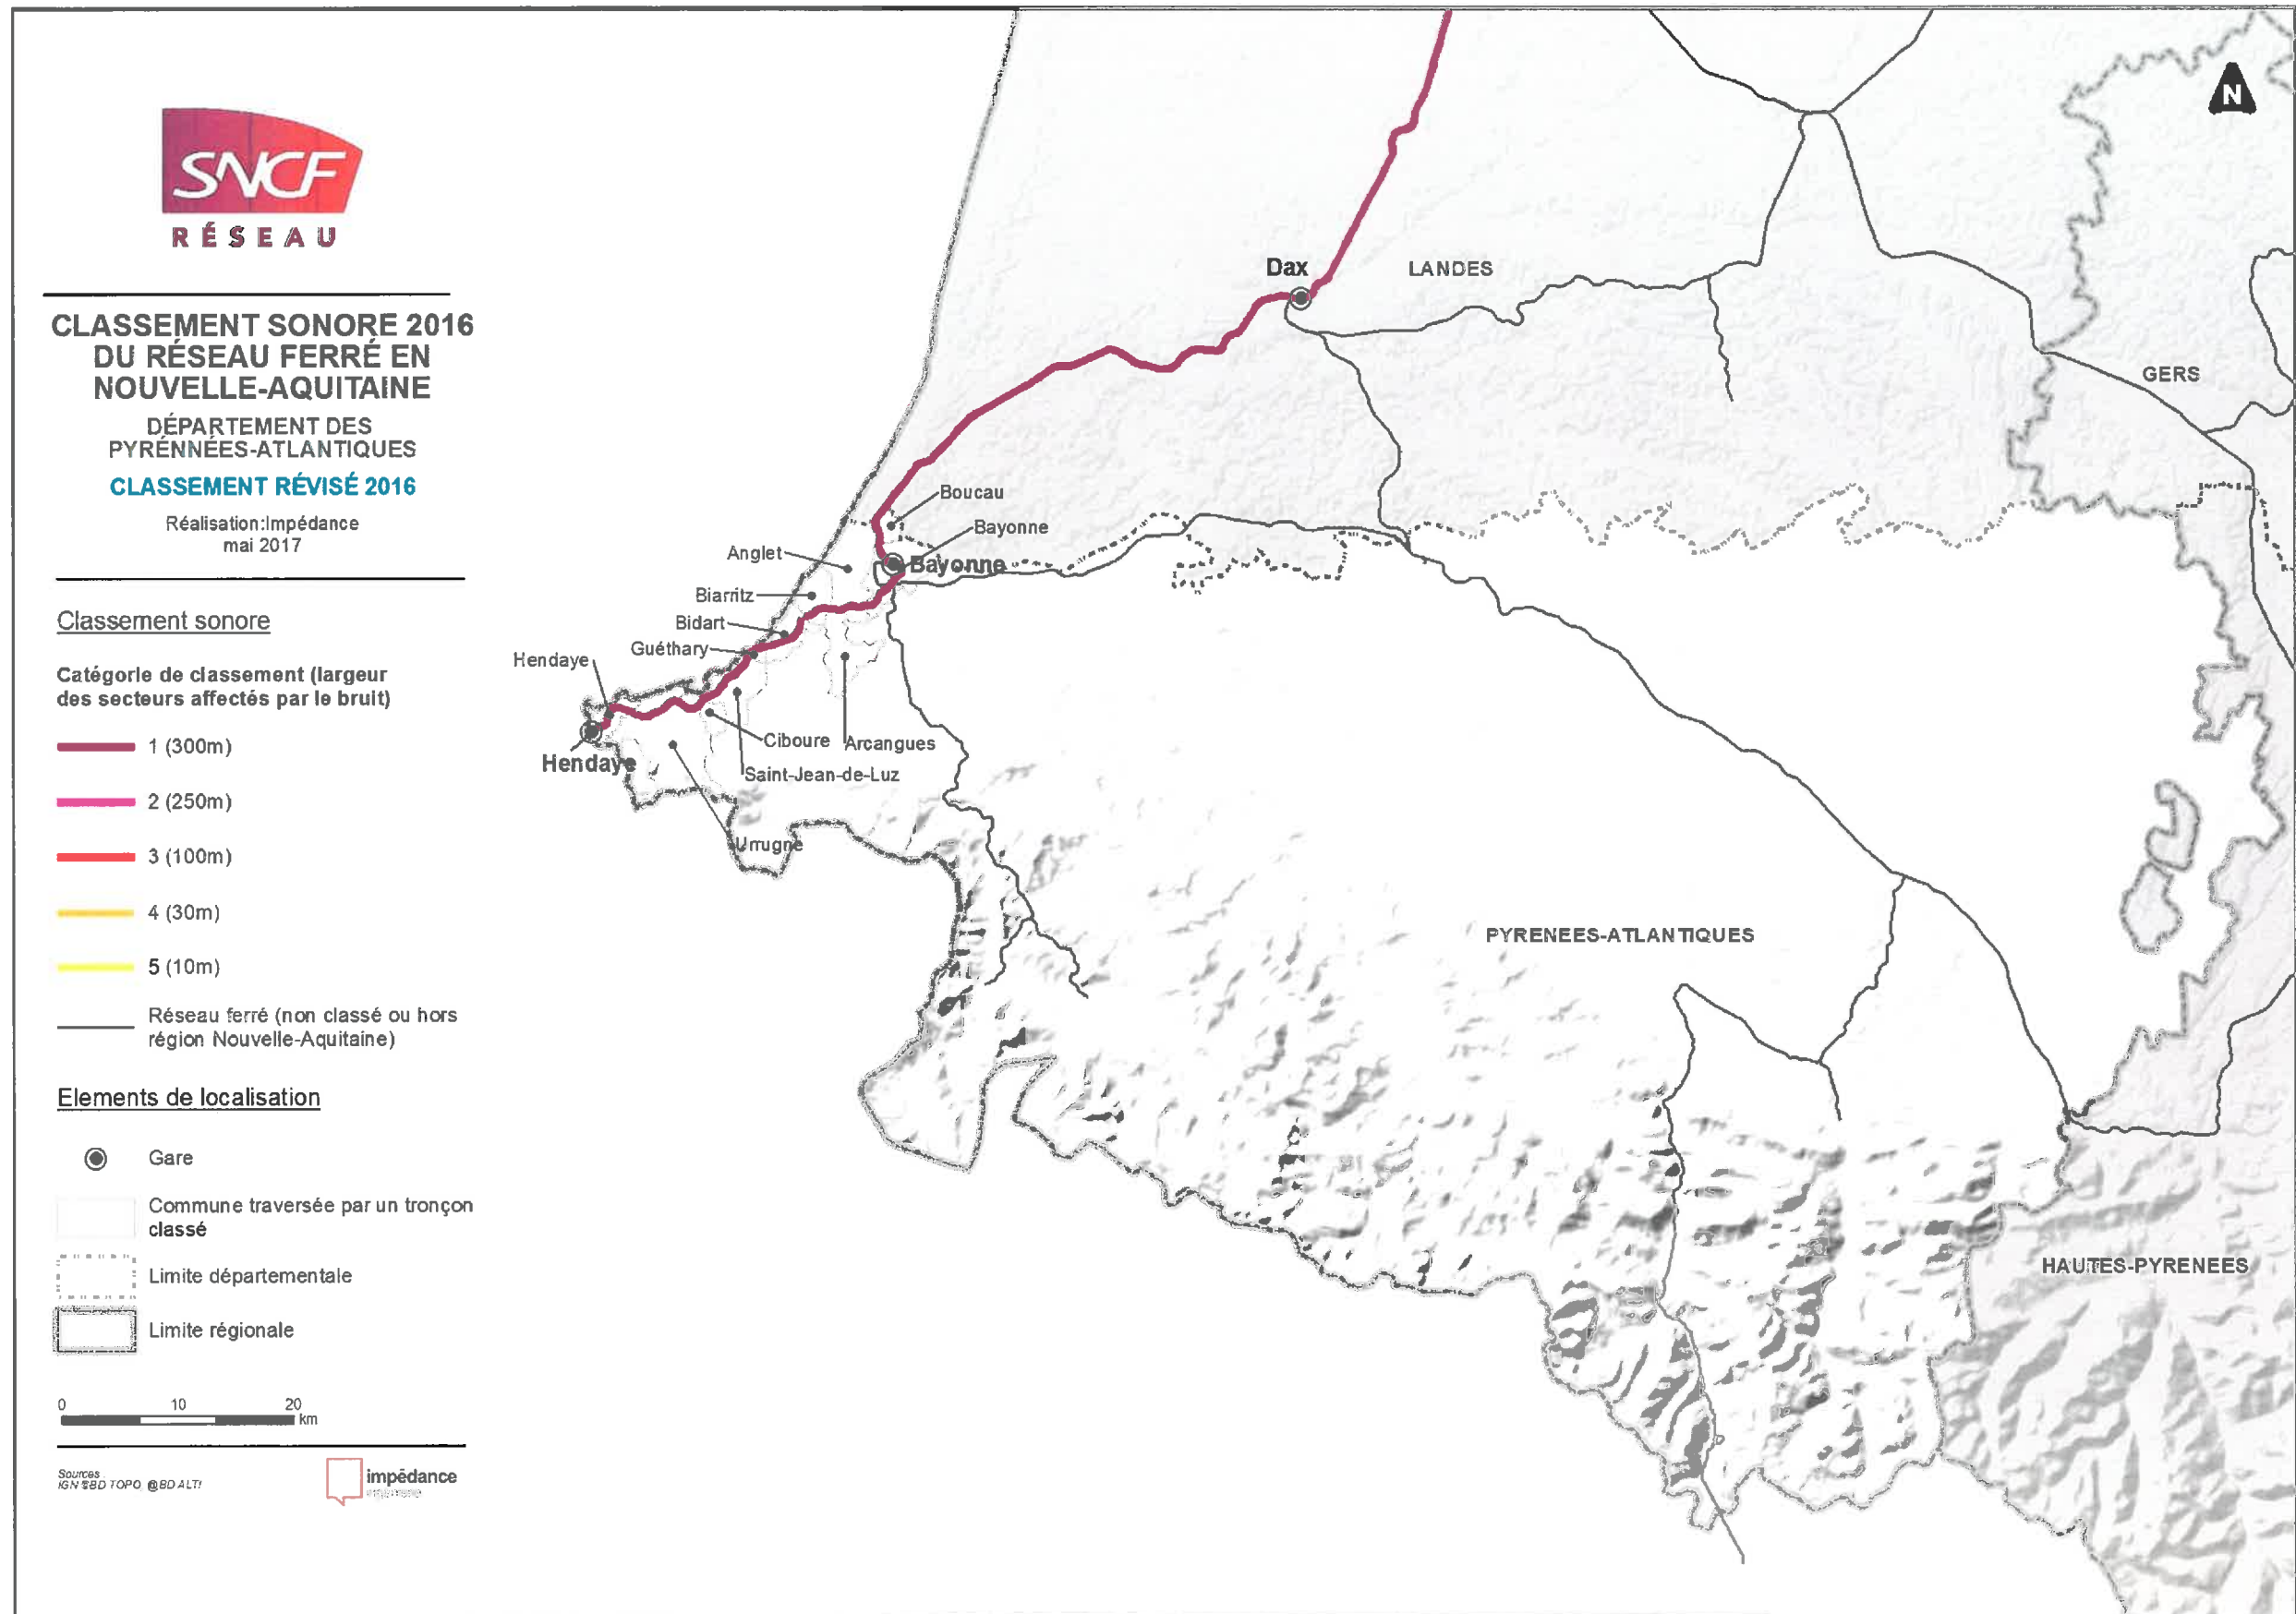 SNCF
RÉSEAU
CLASSEMENT SONORE 2016
DU RÉSEAU FERRÉ EN
NOUVELLE-AQUITAINE
DÉPARTEMENT DES
PYRÉNNÉES-ATLANTIQUES
CLASSEMENT RÉVISÉ 2016
Réalisation:Impédance
mai 2017
Classement sonore
Catégorie de classement (largeur
des secteurs affectés par le bruit)
1 (300m)
2 (250m)
3 (100m)
4 (30m)
5 (10m)
Réseau ferré (non classé ou hors
région Nouvelle-Aquitaine)
Elements de localisation
Gare
Commune traversée par un tronçon
classé
Limite départementale
Limite régionale
0 10 20
km
Sources
IGN ©BD TOPO, @BD ALTI
impédance
N
Dax
LANDES
GERS
Boucau
Bayonne
Anglet
Bayonne
Biarritz
Bidart
Guéthary
Hendaye
Ciboure
Arcangues
Hendaye
Saint-Jean-de-Luz
Urrugne
PYRENEES-ATLANTIQUES
HAUTES-PYRENEES